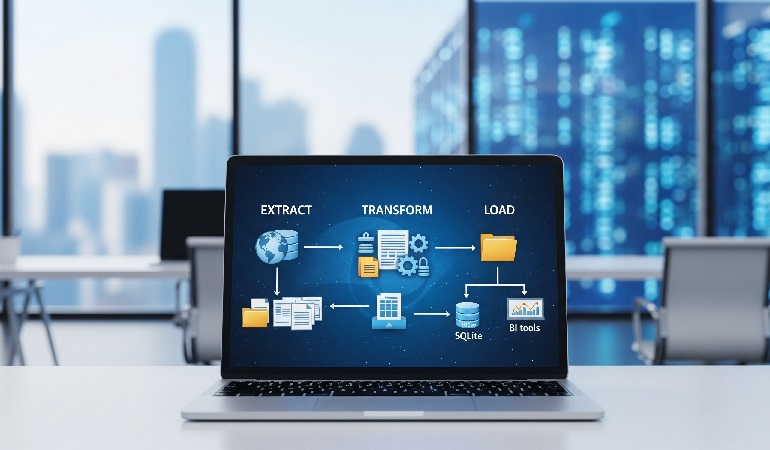 EXTRACT
TRANSFORM
LOAD
SQLite
BI tools